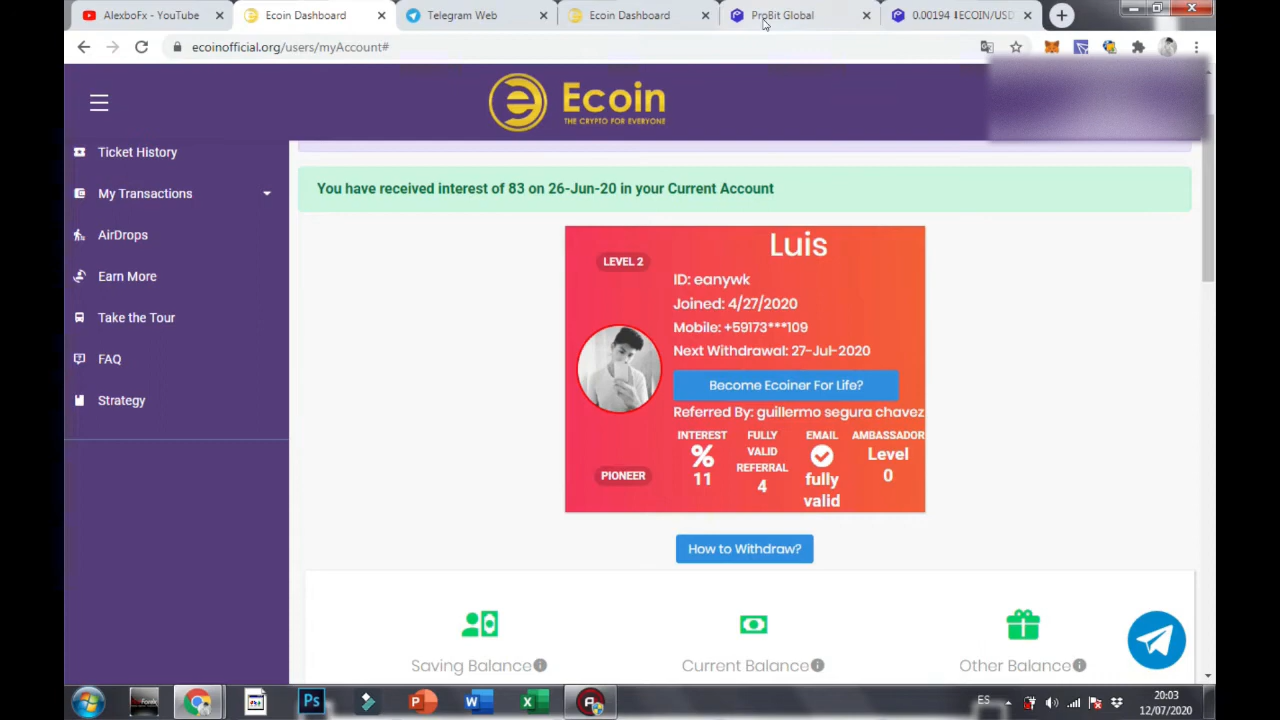 AlexboFx - YouTube
Ecoin Dashboard
Telegram Web
Ecoin Dashboard
ProBit Global
0.00194 ⬇ECOIN/USD
ecoinofficial.org/users/myAccount#
Ecoin
THE CRYPTO FOR EVERYONE
Ticket History
My Transactions
AirDrops
Earn More
Take the Tour
FAQ
Strategy
You have received interest of 83 on 26-Jun-20 in your Current Account
Luis
LEVEL 2
ID: eanywk
Joined: 4/27/2020
Mobile: +59173***109
Next Withdrawal: 27-Jul-2020
Become Ecoiner For Life?
Referred By: guillermo segura chavez
INTEREST
%
11
FULLY
VALID
REFERRAL
4
EMAIL
fully
valid
AMBASSADOR
Level
0
PIONEER
How to Withdraw?
Saving Balance
Current Balance
Other Balance
Ps
P
W
X
ES
20:03
12/07/2020